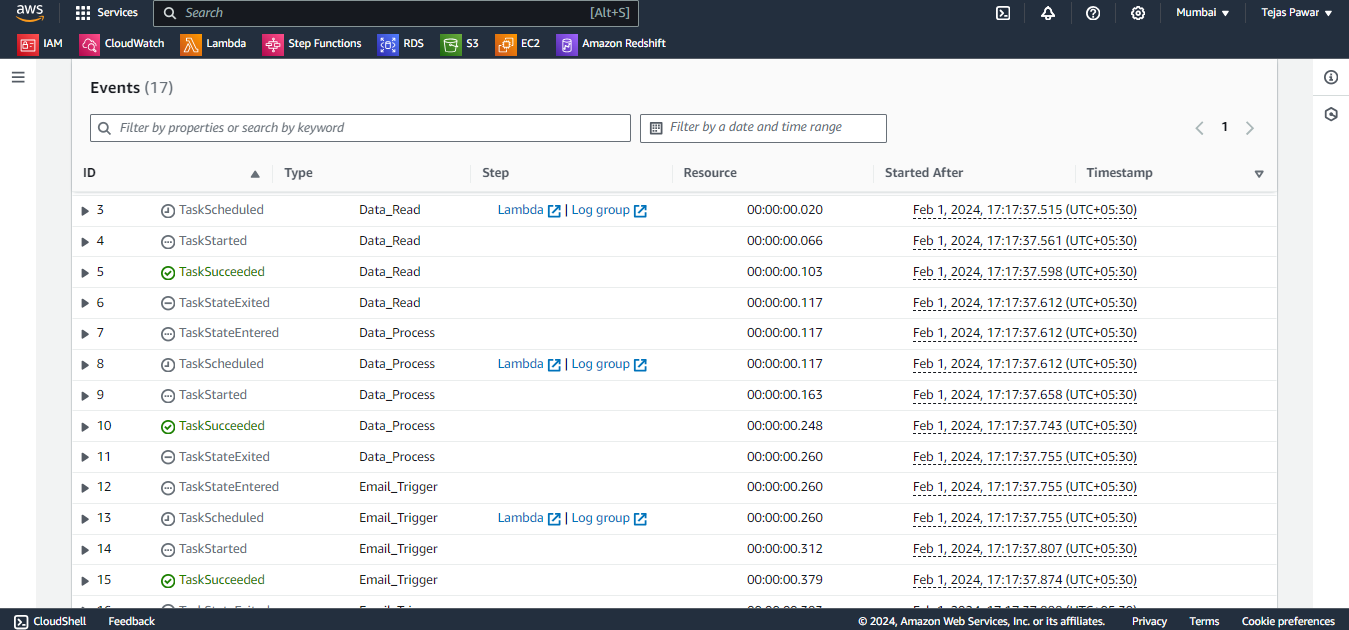 aws Services Search [Alt+S] Mumbai ▼ Tejas Pawar ▼
IAM CloudWatch Lambda Step Functions RDS S3 EC2 Amazon Redshift
Events (17)
Filter by properties or search by keyword Filter by a date and time range 1
ID Type Step Resource Started After Timestamp
3 TaskScheduled Data_Read Lambda | Log group 00:00:00.020 Feb 1, 2024, 17:17:37.515 (UTC+05:30)
4 TaskStarted Data_Read 00:00:00.066 Feb 1, 2024, 17:17:37.561 (UTC+05:30)
5 TaskSucceeded Data_Read 00:00:00.103 Feb 1, 2024, 17:17:37.598 (UTC+05:30)
6 TaskStateExited Data_Read 00:00:00.117 Feb 1, 2024, 17:17:37.612 (UTC+05:30)
7 TaskStateEntered Data_Process 00:00:00.117 Feb 1, 2024, 17:17:37.612 (UTC+05:30)
8 TaskScheduled Data_Process Lambda | Log group 00:00:00.117 Feb 1, 2024, 17:17:37.612 (UTC+05:30)
9 TaskStarted Data_Process 00:00:00.163 Feb 1, 2024, 17:17:37.658 (UTC+05:30)
10 TaskSucceeded Data_Process 00:00:00.248 Feb 1, 2024, 17:17:37.743 (UTC+05:30)
11 TaskStateExited Data_Process 00:00:00.260 Feb 1, 2024, 17:17:37.755 (UTC+05:30)
12 TaskStateEntered Email_Trigger 00:00:00.260 Feb 1, 2024, 17:17:37.755 (UTC+05:30)
13 TaskScheduled Email_Trigger Lambda | Log group 00:00:00.260 Feb 1, 2024, 17:17:37.755 (UTC+05:30)
14 TaskStarted Email_Trigger 00:00:00.312 Feb 1, 2024, 17:17:37.807 (UTC+05:30)
15 TaskSucceeded Email_Trigger 00:00:00.379 Feb 1, 2024, 17:17:37.874 (UTC+05:30)
CloudShell Feedback © 2024, Amazon Web Services, Inc. or its affiliates. Privacy Terms Cookie preferences